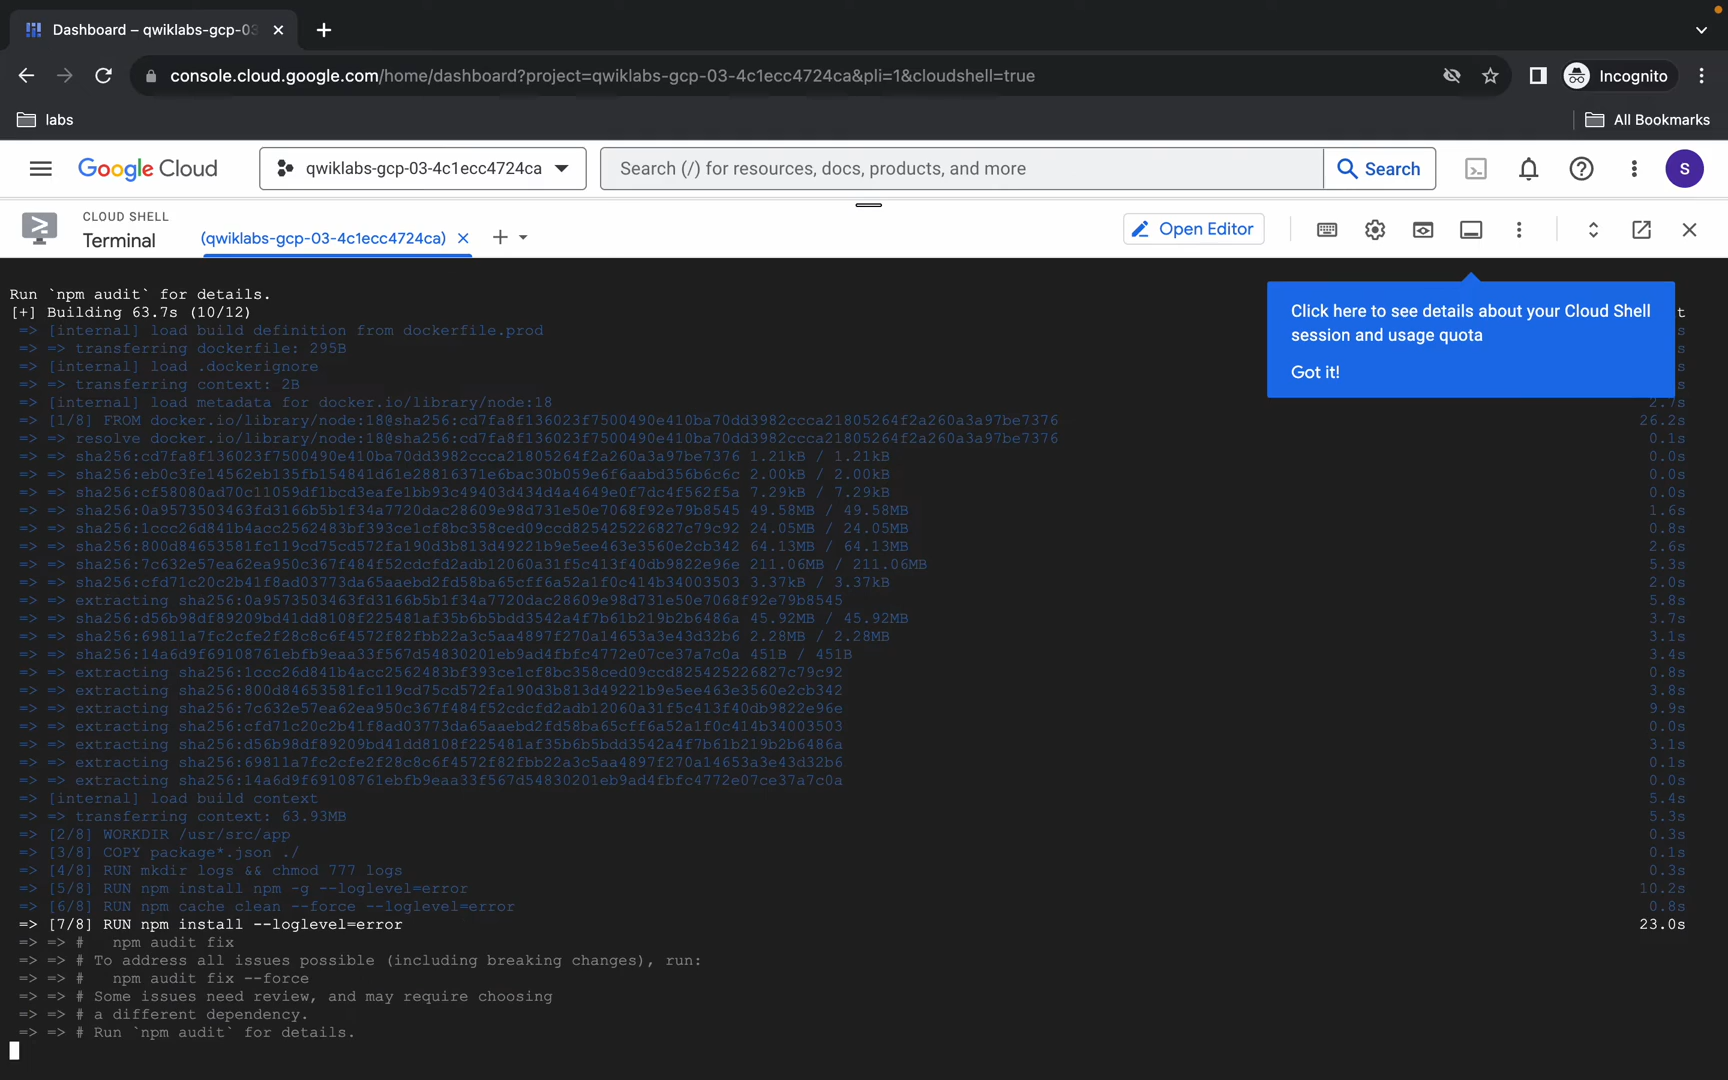 Dashboard – qwiklabs-gcp-03
console.cloud.google.com/home/dashboard?project=qwiklabs-gcp-03-4c1ecc4724ca&pli=1&cloudshell=true
Incognito
labs
All Bookmarks
Google Cloud
qwiklabs-gcp-03-4c1ecc4724ca
Search (/) for resources, docs, products, and more
Search
S
CLOUD SHELL
Terminal
(qwiklabs-gcp-03-4c1ecc4724ca)
Open Editor
Click here to see details about your Cloud Shell
session and usage quota
Got it!
Run `npm audit` for details.
[+] Building 63.7s (10/12) t
=> [internal] load build definition from dockerfile.prod s
=> => transferring dockerfile: 295B s
=> [internal] load .dockerignore s
=> => transferring context: 2B s
=> [internal] load metadata for docker.io/library/node:18 2.7s
=> [1/8] FROM docker.io/library/node:18@sha256:cd7fa8f136023f7500490e410ba70dd3982ccca21805264f2a260a3a97be7376 26.2s
=> => resolve docker.io/library/node:18@sha256:cd7fa8f136023f7500490e410ba70dd3982ccca21805264f2a260a3a97be7376 0.1s
=> => sha256:cd7fa8f136023f7500490e410ba70dd3982ccca21805264f2a260a3a97be7376 1.21kB / 1.21kB 0.0s
=> => sha256:eb0c3fe14562eb135fb154841d61e28816371e6bac30b059e6f6aabd356b6c6c 2.00kB / 2.00kB 0.0s
=> => sha256:cf58080ad70c11059df1bcd3eafe1bb93c49403d434d4a4649e0f7dc4f562f5a 7.29kB / 7.29kB 0.0s
=> => sha256:0a9573503463fd3166b5b1f34a7720dac28609e98d731e50e7068f92e79b8545 49.58MB / 49.58MB 1.6s
=> => sha256:1ccc26d841b4acc2562483bf393ce1cf8bc358ced09ccd825425226827c79c92 24.05MB / 24.05MB 0.8s
=> => sha256:800d84653581fc119cd75cd572fa190d3b813d49221b9e5ee463e3560e2cb342 64.13MB / 64.13MB 2.6s
=> => sha256:7c632e57ea62ea950c367f484f52cdcfd2adb12060a31f5c413f40db9822e96e 211.06MB / 211.06MB 5.3s
=> => sha256:cfd71c20c2b41f8ad03773da65aaebd2fd58ba65cff6a52a1f0c414b34003503 3.37kB / 3.37kB 2.0s
=> => extracting sha256:0a9573503463fd3166b5b1f34a7720dac28609e98d731e50e7068f92e79b8545 5.8s
=> => sha256:d56b98df89209bd41dd8108f225481af35b6b5bdd3542a4f7b61b219b2b6486a 45.92MB / 45.92MB 3.7s
=> => sha256:69811a7fc2cfe2f28c8c6f4572f82fbb22a3c5aa4897f270a14653a3e43d32b6 2.28MB / 2.28MB 3.1s
=> => sha256:14a6d9f69108761ebfb9eaa33f567d54830201eb9ad4fbfc4772e07ce37a7c0a 451B / 451B 3.4s
=> => extracting sha256:1ccc26d841b4acc2562483bf393ce1cf8bc358ced09ccd825425226827c79c92 0.8s
=> => extracting sha256:800d84653581fc119cd75cd572fa190d3b813d49221b9e5ee463e3560e2cb342 3.8s
=> => extracting sha256:7c632e57ea62ea950c367f484f52cdcfd2adb12060a31f5c413f40db9822e96e 9.9s
=> => extracting sha256:cfd71c20c2b41f8ad03773da65aaebd2fd58ba65cff6a52a1f0c414b34003503 0.0s
=> => extracting sha256:d56b98df89209bd41dd8108f225481af35b6b5bdd3542a4f7b61b219b2b6486a 3.1s
=> => extracting sha256:69811a7fc2cfe2f28c8c6f4572f82fbb22a3c5aa4897f270a14653a3e43d32b6 0.1s
=> => extracting sha256:14a6d9f69108761ebfb9eaa33f567d54830201eb9ad4fbfc4772e07ce37a7c0a 0.0s
=> [internal] load build context 5.4s
=> => transferring context: 63.93MB 5.3s
=> [2/8] WORKDIR /usr/src/app 0.3s
=> [3/8] COPY package*.json ./ 0.1s
=> [4/8] RUN mkdir logs && chmod 777 logs 0.3s
=> [5/8] RUN npm install npm -g --loglevel=error 10.2s
=> [6/8] RUN npm cache clean --force --loglevel=error 0.8s
=> [7/8] RUN npm install --loglevel=error 23.0s
=> => # npm audit fix
=> => # To address all issues possible (including breaking changes), run:
=> => # npm audit fix --force
=> => # Some issues need review, and may require choosing
=> => # a different dependency.
=> => # Run `npm audit` for details.